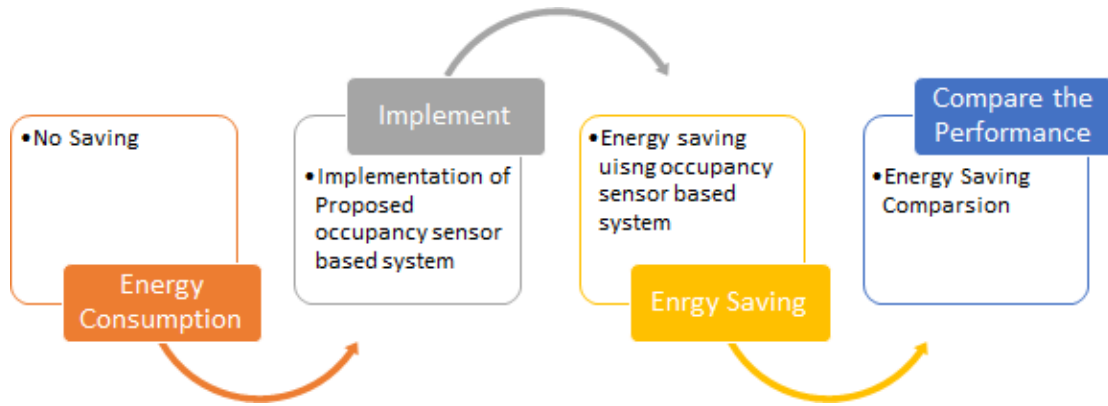 •No Saving
Energy
Consumption
Implement
•Implementation of
Proposed
occupancy sensor
based system
•Energy saving
uisng occupancy
sensor based
system
Enrgy Saving
Compare the
Performance
•Energy Saving
Comparsion